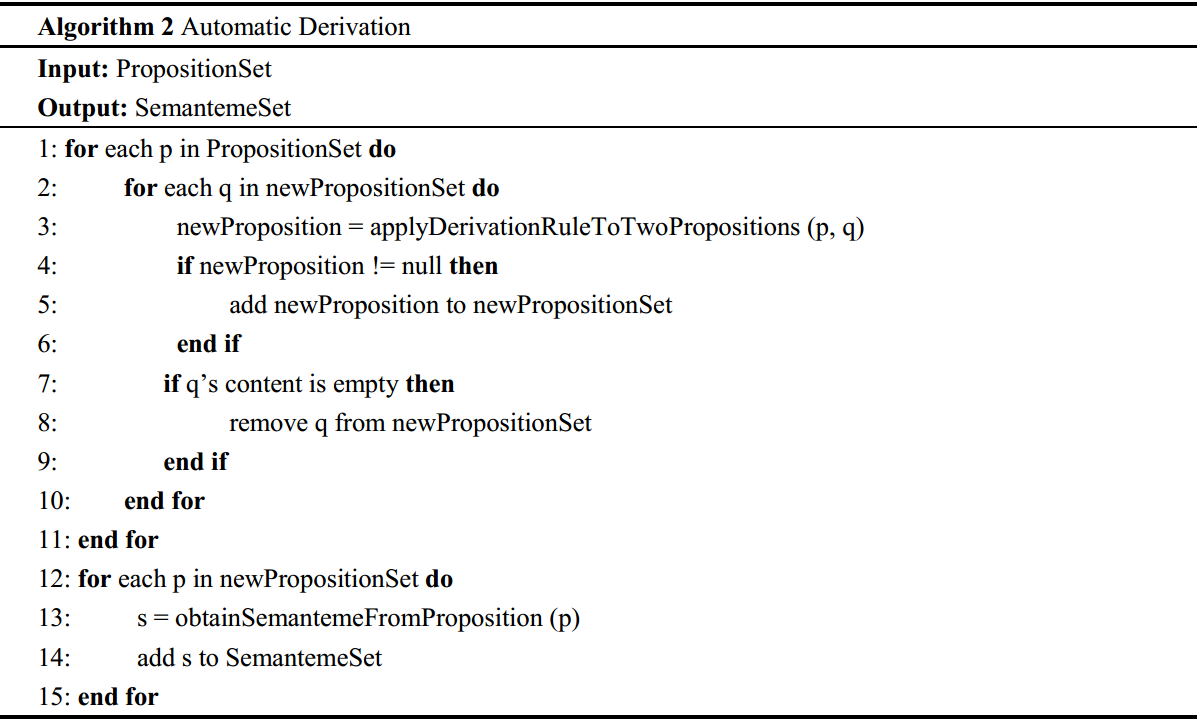 Algorithm 2 Automatic Derivation
Input: PropositionSet
Output: SemantemeSet
1: for each p in PropositionSet do
2: for each q in newPropositionSet do
3: newProposition = applyDerivationRuleToTwoPropositions (p, q)
4: if newProposition != null then
5: add newProposition to newPropositionSet
6: end if
7: if q’s content is empty then
8: remove q from newPropositionSet
9: end if
10: end for
11: end for
12: for each p in newPropositionSet do
13: s = obtainSemantemeFromProposition (p)
14: add s to SemantemeSet
15: end for